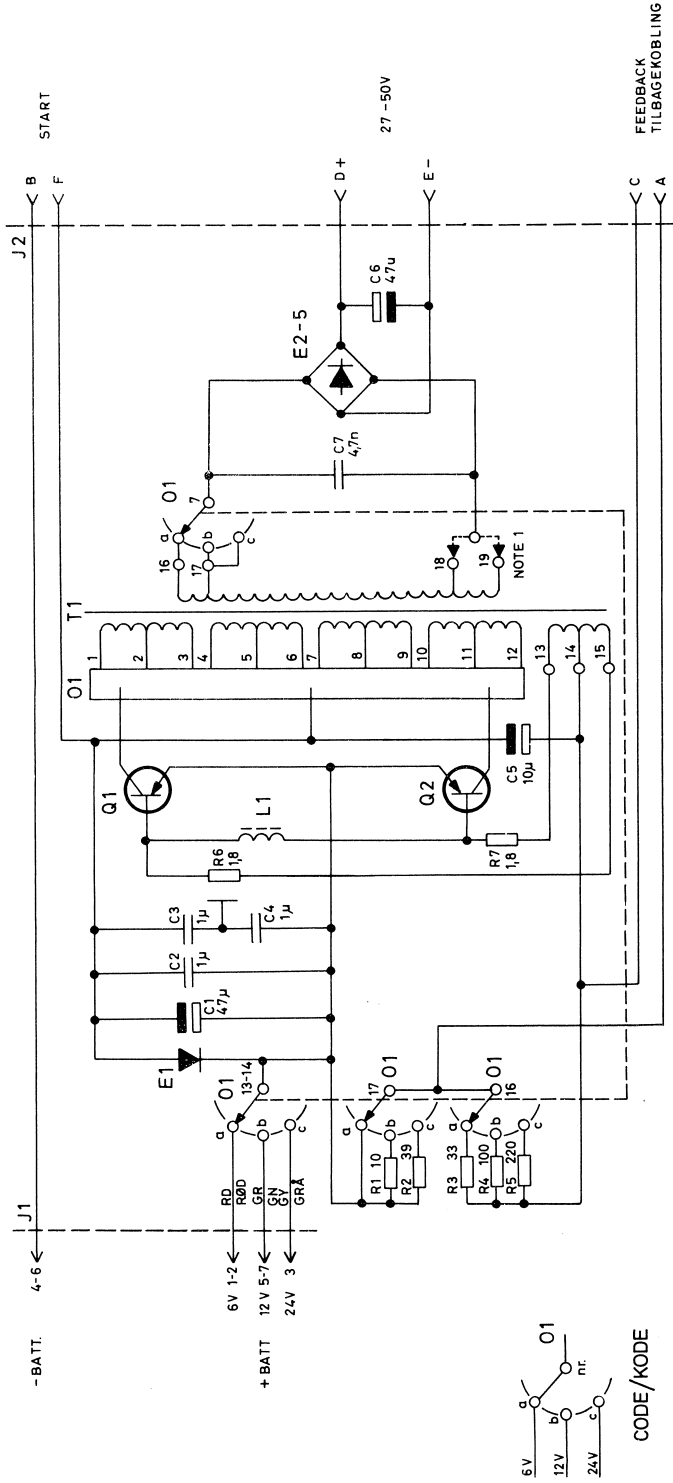 J1
J2
-BATT.
4-6
B
START
F
6V 1-2
12V 5-7
24V 3
+BATT
RD
RØD
GR
GN
GY
GRÅ
a
b
c
O1
13-14
E1
C1
47µ
C2
1µ
C3
1µ
C4
1µ
R6
1,8
L1
Q1
Q2
R7
1,8
C5
10µ
O1
T1
1
2
3
4
5
6
7
8
9
10
11
12
13
14
15
16
17
a
b
c
O1
7
18
19
NOTE 1
C7
4,7n
E2-5
C6
47u
D+
27-50V
E-
a
b
c
17
O1
R1 10
R2 39
a
b
c
16
O1
R3 33
R4 100
R5 220
C
A
FEEDBACK
TILBAGEKOBLING
6V
12V
24V
a
b
c
O1
nr.
CODE/KODE